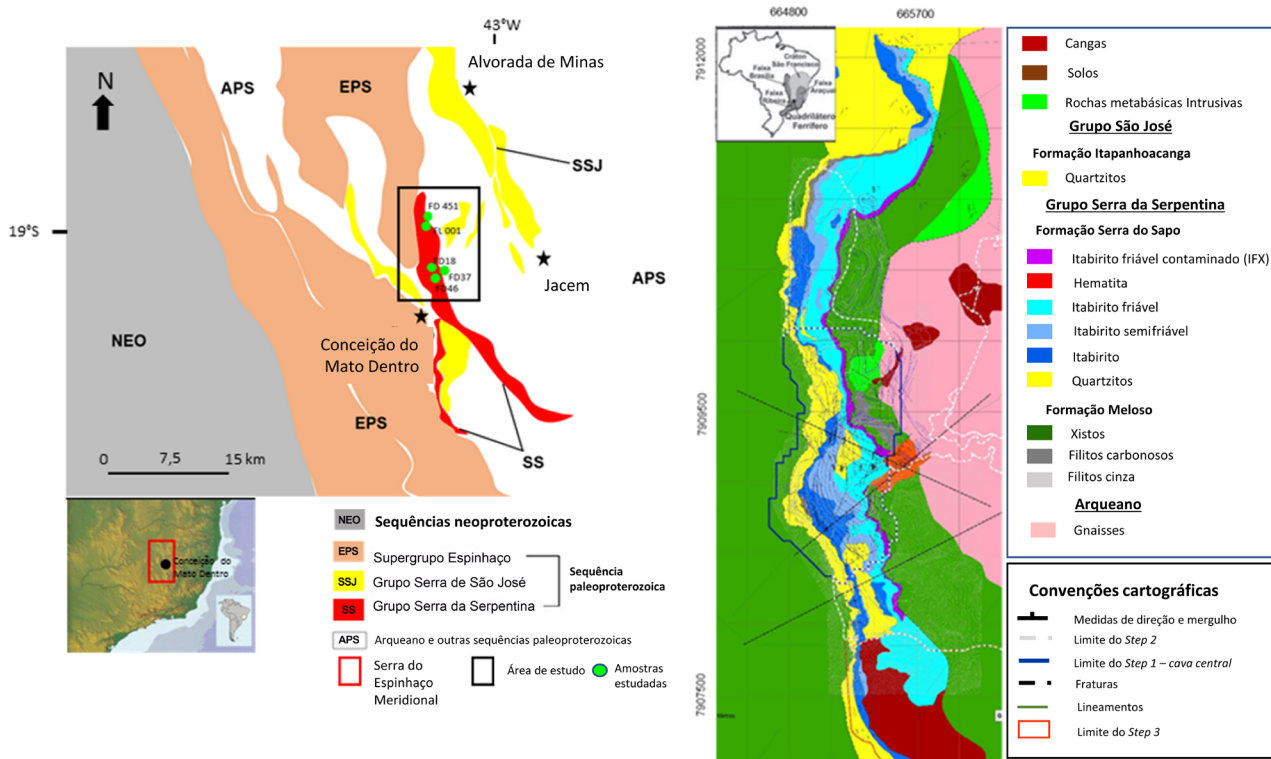 43°W
Alvorada de Minas
N
APS
EPS
SSJ
FD 451
FL 001
19°S
FD18
FD37
FD46
Jacem
APS
NEO
Conceição do
Mato Dentro
EPS
SS
0 7,5 15 km
Conceição do
Mato Dentro
NEO Sequências neoproterozoicas
EPS Supergrupo Espinhaço
SSJ Grupo Serra de São José
SS Grupo Serra da Serpentina
Sequência
paleoproterozoica
APS Arqueano e outras sequências paleoproterozoicas
Serra do
Espinhaço
Meridional
Área de estudo
Amostras
estudadas
664800 665700
7912000
7909500
7907500
Cráton
São Francisco
Faixa
Brasília
Faixa
Araçuaí
Faixa
Ribeira
Quadrilátero
Ferrífero
Cangas
Solos
Rochas metabásicas Intrusivas
Grupo São José
Formação Itapanhoacanga
Quartzitos
Grupo Serra da Serpentina
Formação Serra do Sapo
Itabirito friável contaminado (IFX)
Hematita
Itabirito friável
Itabirito semifriável
Itabirito
Quartzitos
Formação Meloso
Xistos
Filitos carbonosos
Filitos cinza
Arqueano
Gnaisses
Convenções cartográficas
Medidas de direção e mergulho
Limite do Step 2
Limite do Step 1 – cava central
Fraturas
Lineamentos
Limite do Step 3